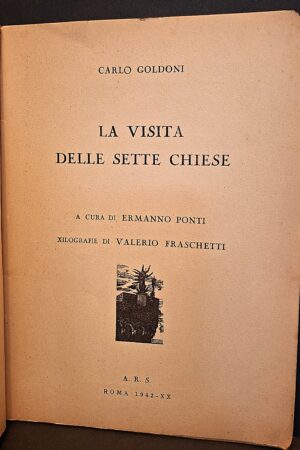 CARLO GOLDONI
LA VISITA
DELLE SETTE CHIESE
A CURA DI ERMANNO PONTI
XILOGRAFIE DI VALERIO FRASCHETTI
A. R. S.
ROMA 1942-XX